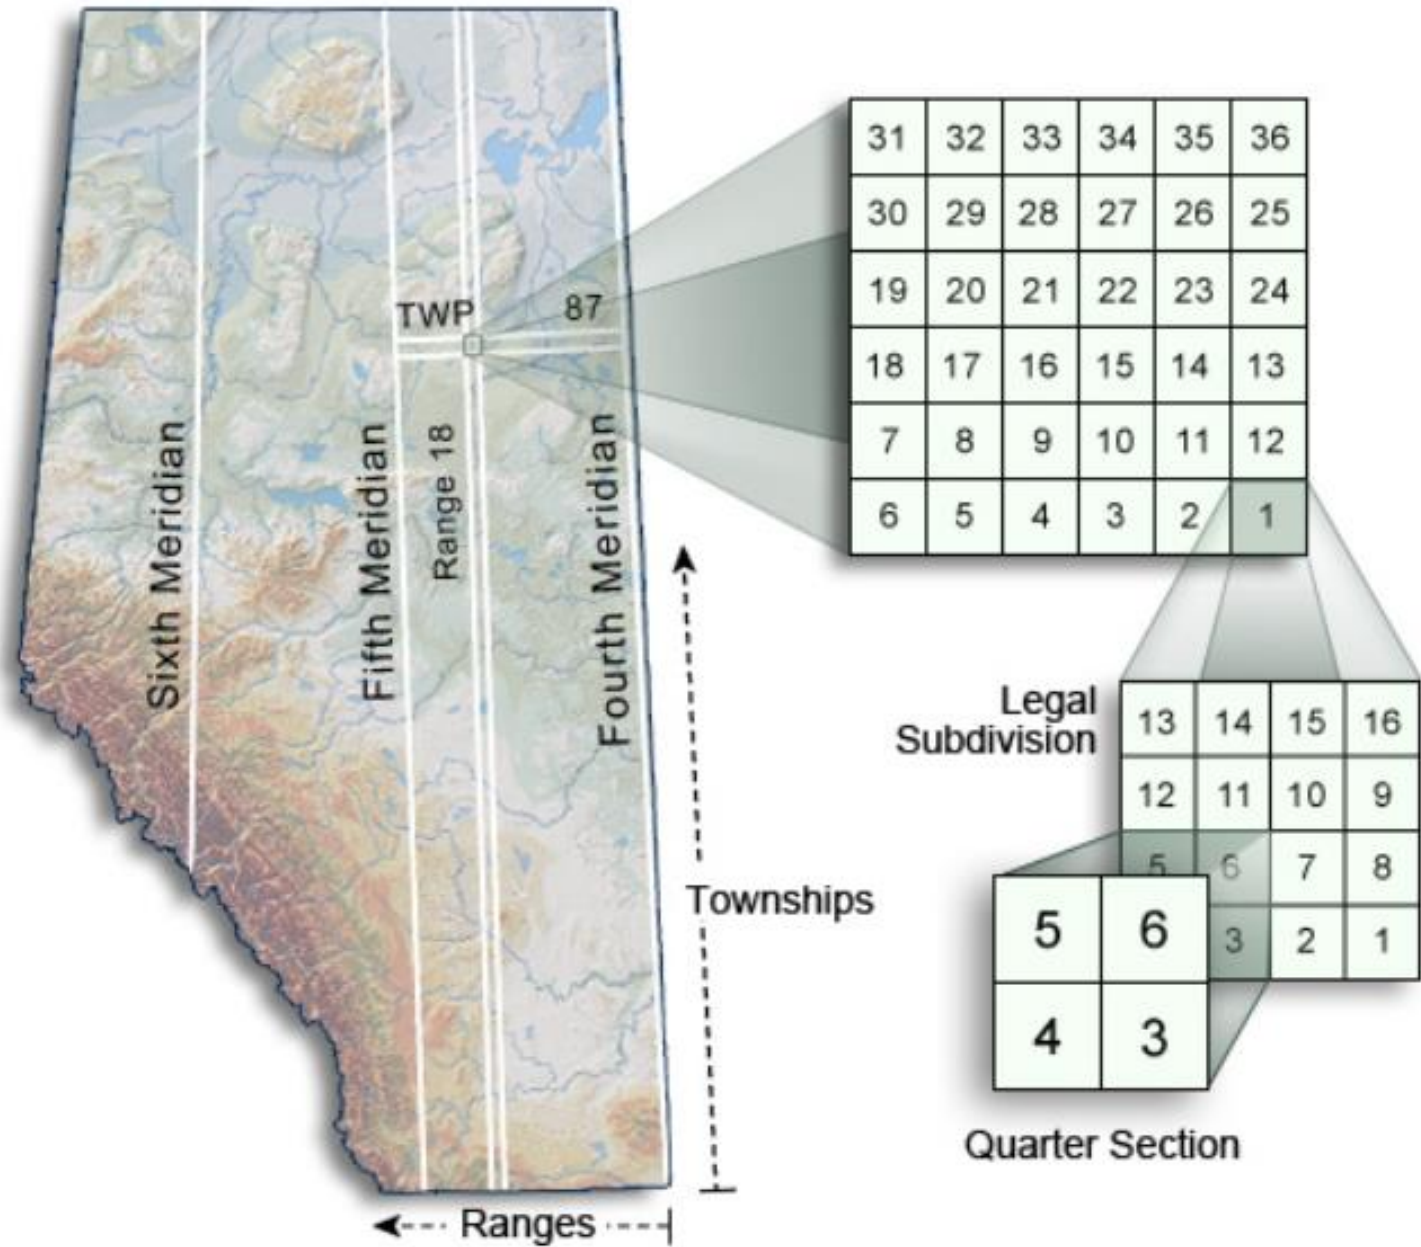 TWP 87
Range 18
Sixth Meridian
Fifth Meridian
Fourth Meridian
31 32 33 34 35 36
30 29 28 27 26 25
19 20 21 22 23 24
18 17 16 15 14 13
7 8 9 10 11 12
6 5 4 3 2 1
Legal
Subdivision
13 14 15 16
12 11 10 9
5 6 7 8
3 2 1
5 6
4 3
Quarter Section
Townships
Ranges